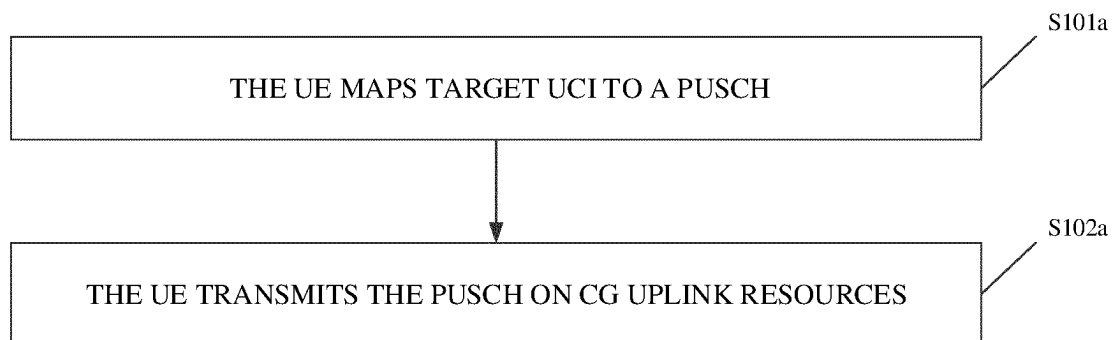 S101a
THE UE MAPS TARGET UCI TO A PUSCH
S102a
THE UE TRANSMITS THE PUSCH ON CG UPLINK RESOURCES